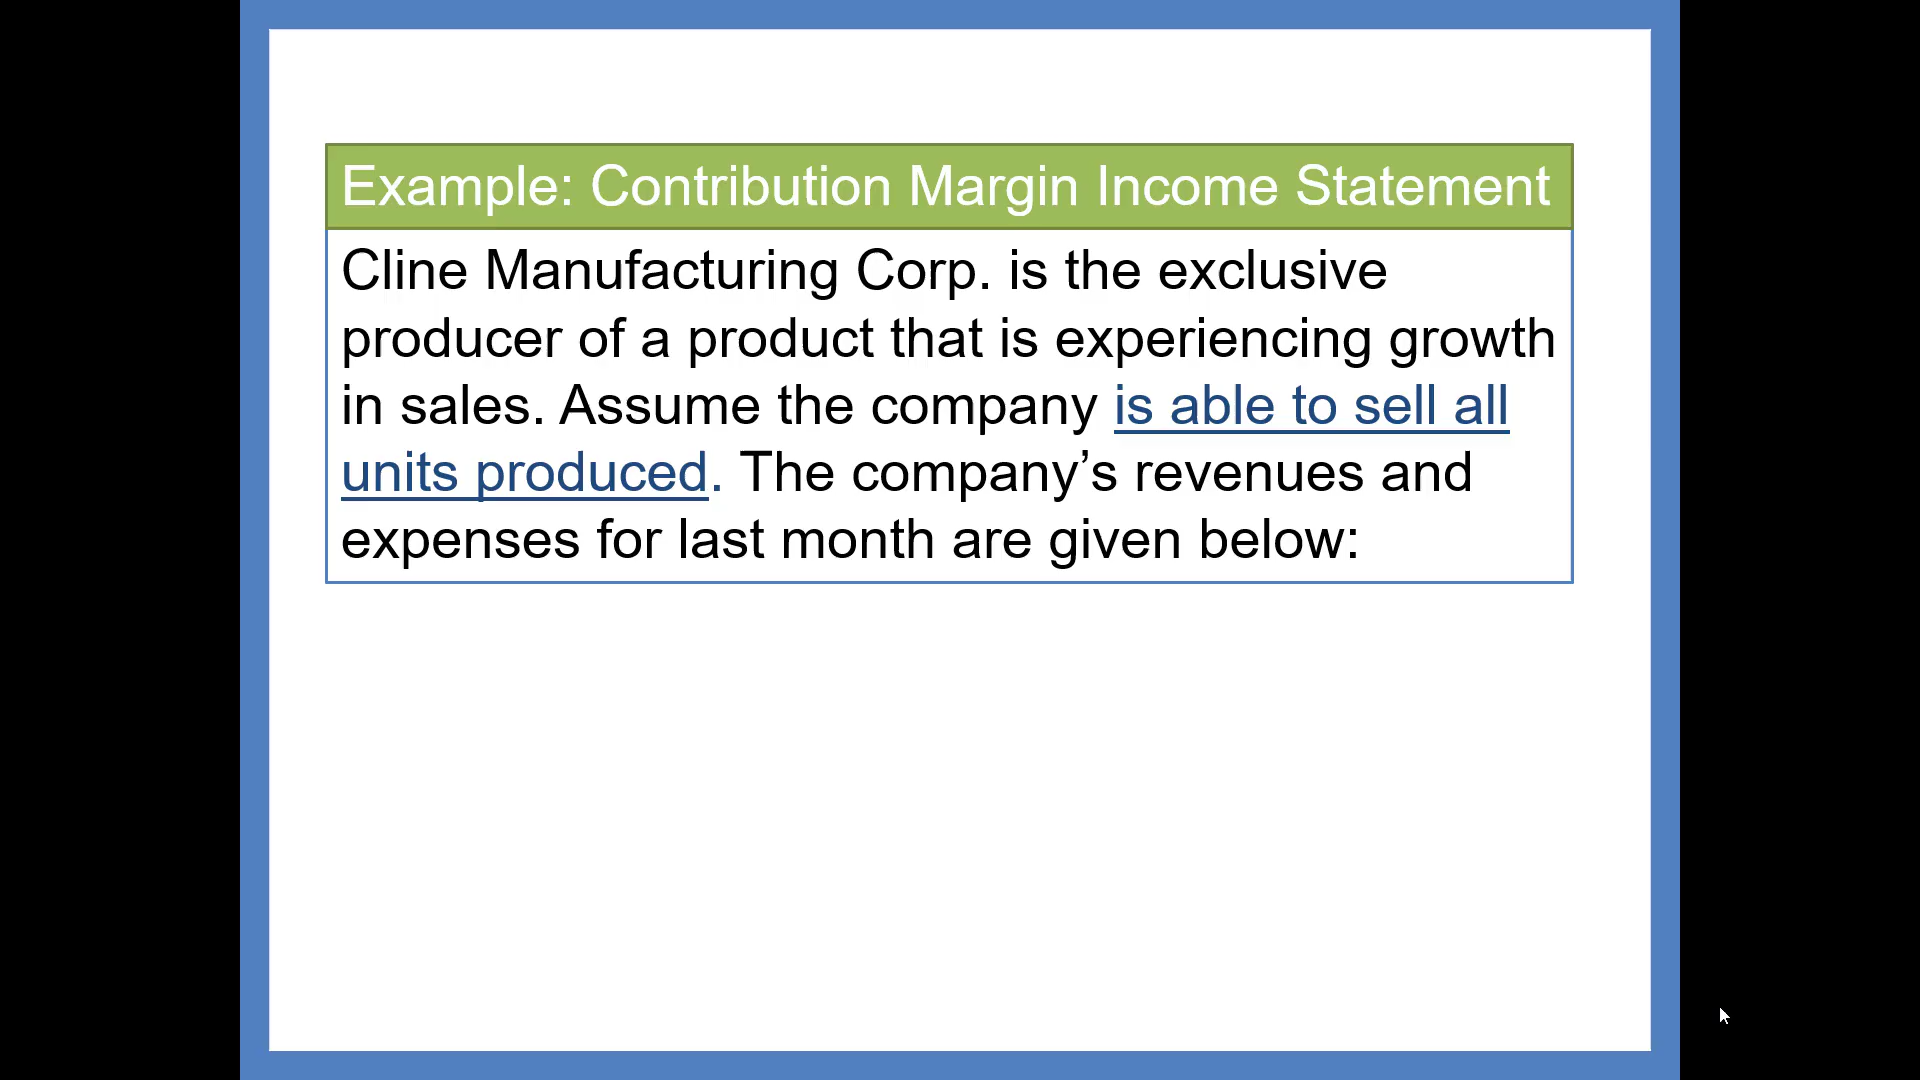 Example: Contribution Margin Income Statement
Cline Manufacturing Corp. is the exclusive
producer of a product that is experiencing growth
in sales. Assume the company is able to sell all
units produced. The company’s revenues and
expenses for last month are given below: